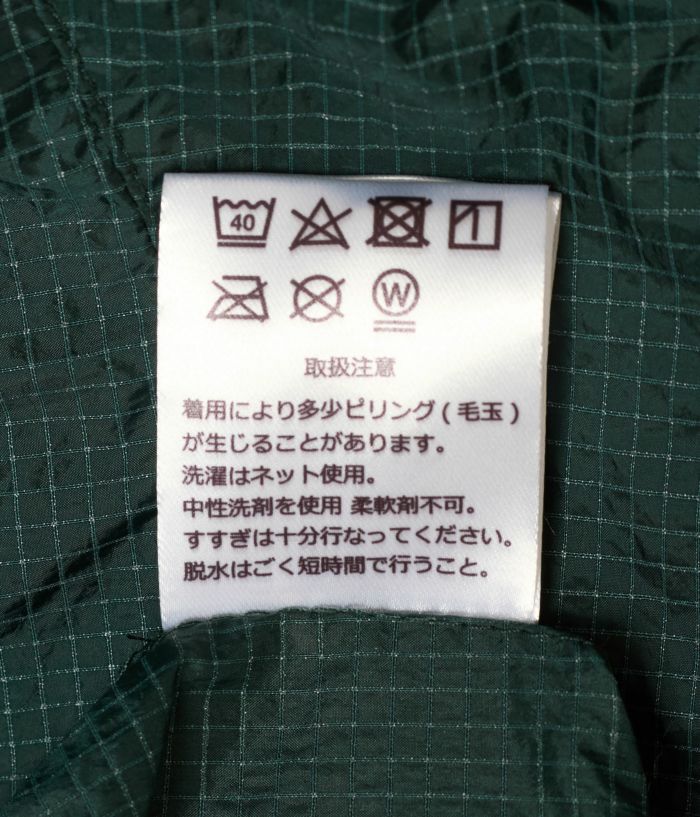 40
W
取扱注意
着用により多少ピリング(毛玉)
が生じることがあります。
洗濯はネット使用。
中性洗剤を使用 柔軟剤不可。
すすぎは十分行なってください。
脱水はごく短時間で行うこと。